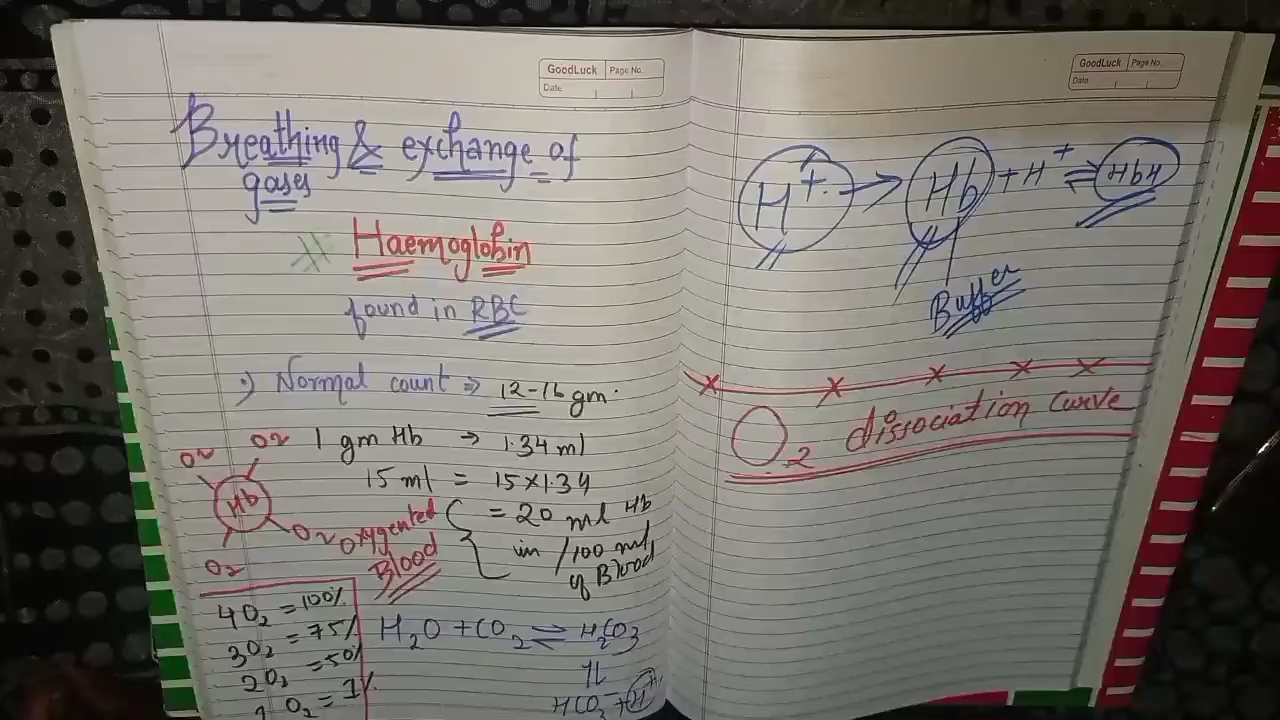 GoodLuck Page No.
Date
Breathing & exchange of
gases
# Haemoglobin
found in RBC
Normal count ⇒ 12-16 gm.
1 gm Hb → 1.34 ml
15 ml = 15×1.34
= 20 ml Hb
in /100 ml
of Blood
O2
O2
Hb
O2
O2
Oxygented
Blood
4O2 = 100%
3O2 = 75%
2O2 = 50%
1 O2 = 1%
H2O + CO2 ⇌ H2CO3
⇌
HCO3- + H+
GoodLuck Page No.
Date
H+ → Hb + H+ ⇌ HbH
Buffer
O2 dissociation curve